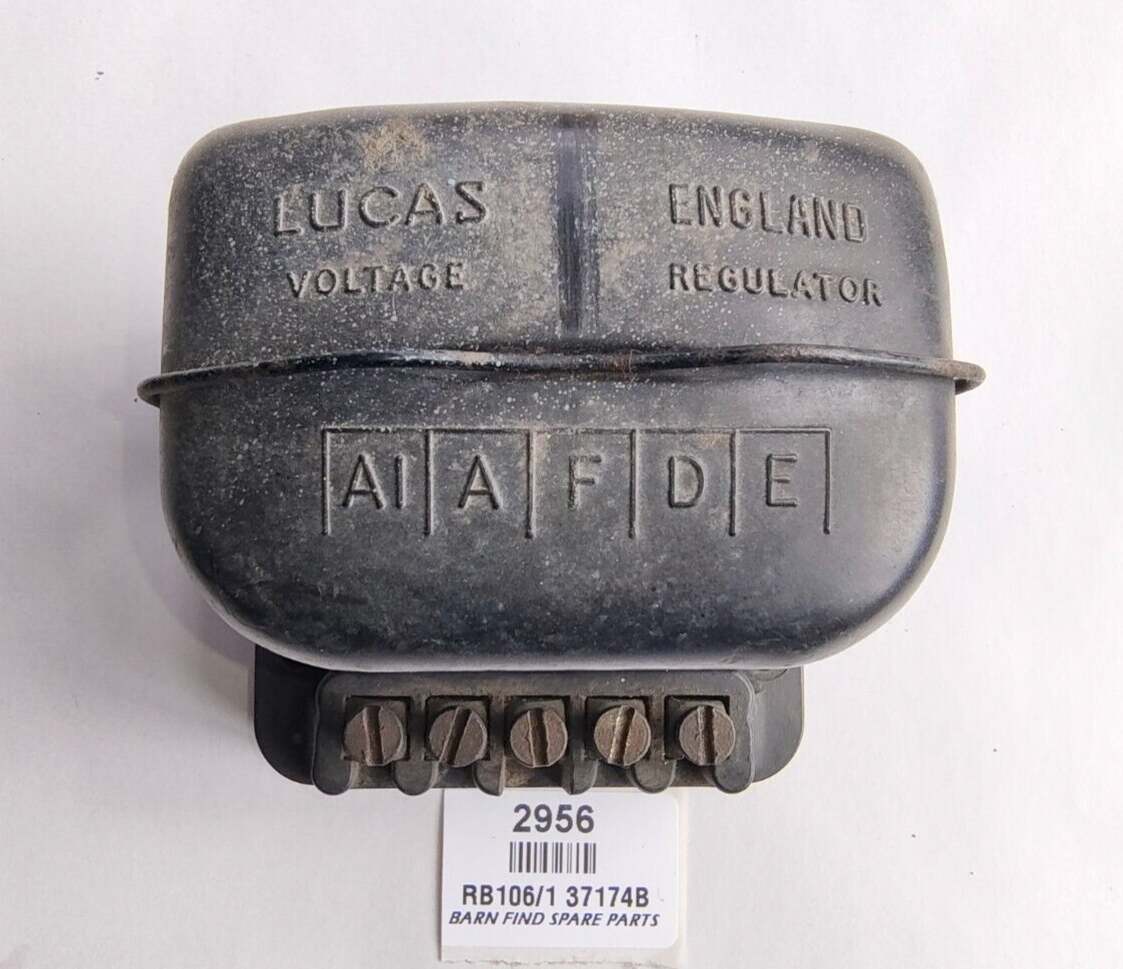 LUCAS ENGLAND
VOLTAGE REGULATOR
A1 A F D E
2956
RB106/1 37174B
BARN FIND SPARE PARTS